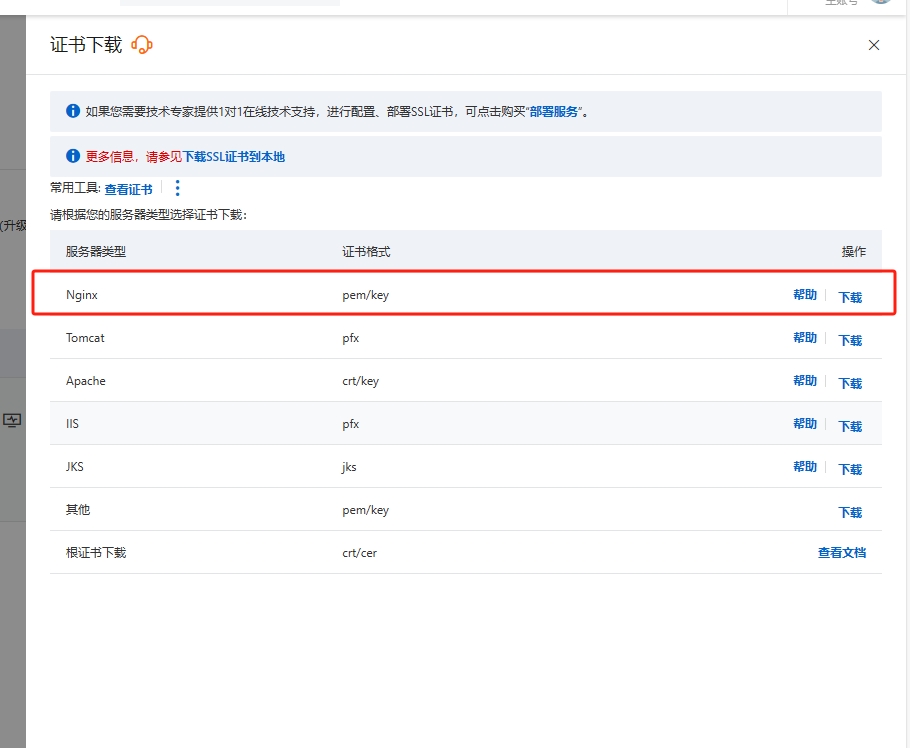 证书下载
如果您需要技术专家提供1对1在线技术支持，进行配置、部署SSL证书，可点击购买“部署服务”。
更多信息，请参见下载SSL证书到本地
常用工具: 查看证书
(升级
请根据您的服务器类型选择证书下载：
服务器类型 证书格式 操作
Nginx pem/key 帮助 下载
Tomcat pfx 帮助 下载
Apache crt/key 帮助 下载
IIS pfx 帮助 下载
JKS jks 帮助 下载
其他 pem/key 下载
根证书下载 crt/cer 查看文档